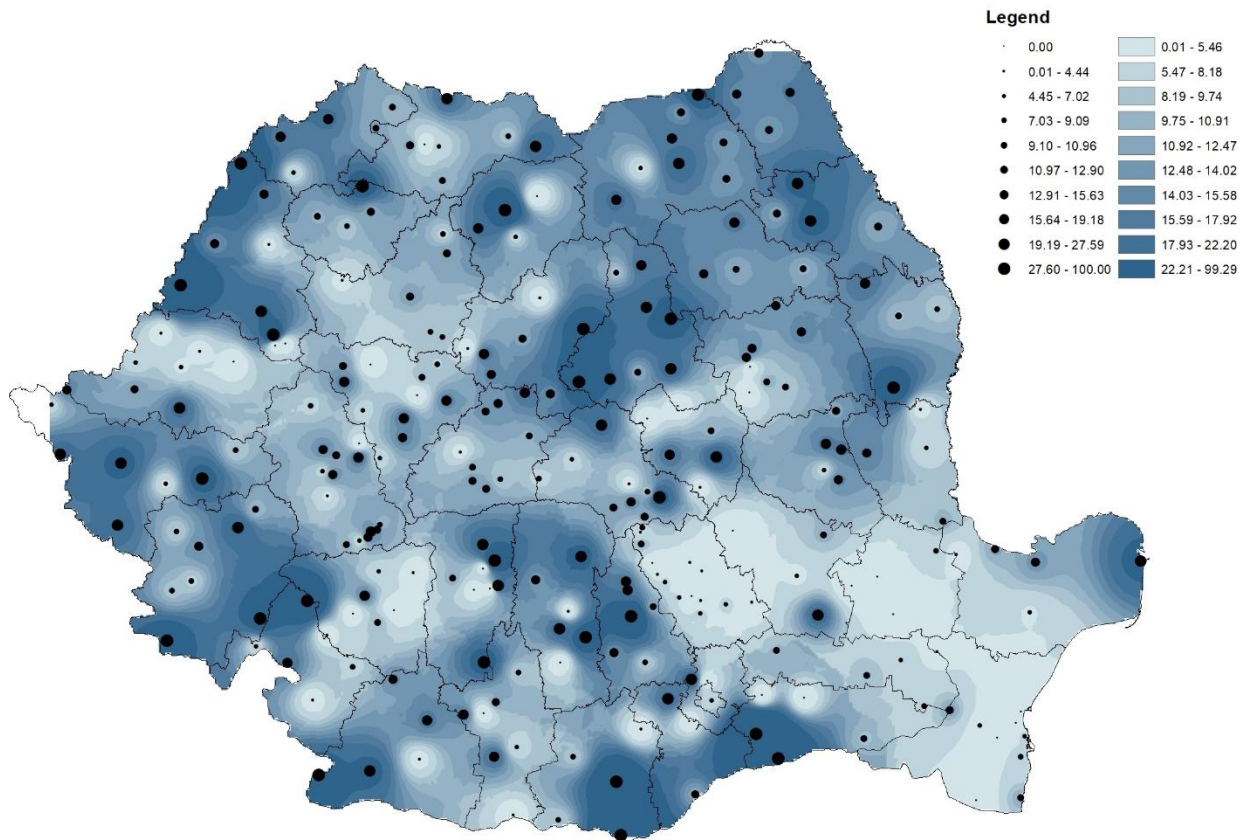 Legend
0.00 0.01 - 5.46
0.01 - 4.44 5.47 - 8.18
4.45 - 7.02 8.19 - 9.74
7.03 - 9.09 9.75 - 10.91
9.10 - 10.96 10.92 - 12.47
10.97 - 12.90 12.48 - 14.02
12.91 - 15.63 14.03 - 15.58
15.64 - 19.18 15.59 - 17.92
19.19 - 27.59 17.93 - 22.20
27.60 - 100.00 22.21 - 99.29